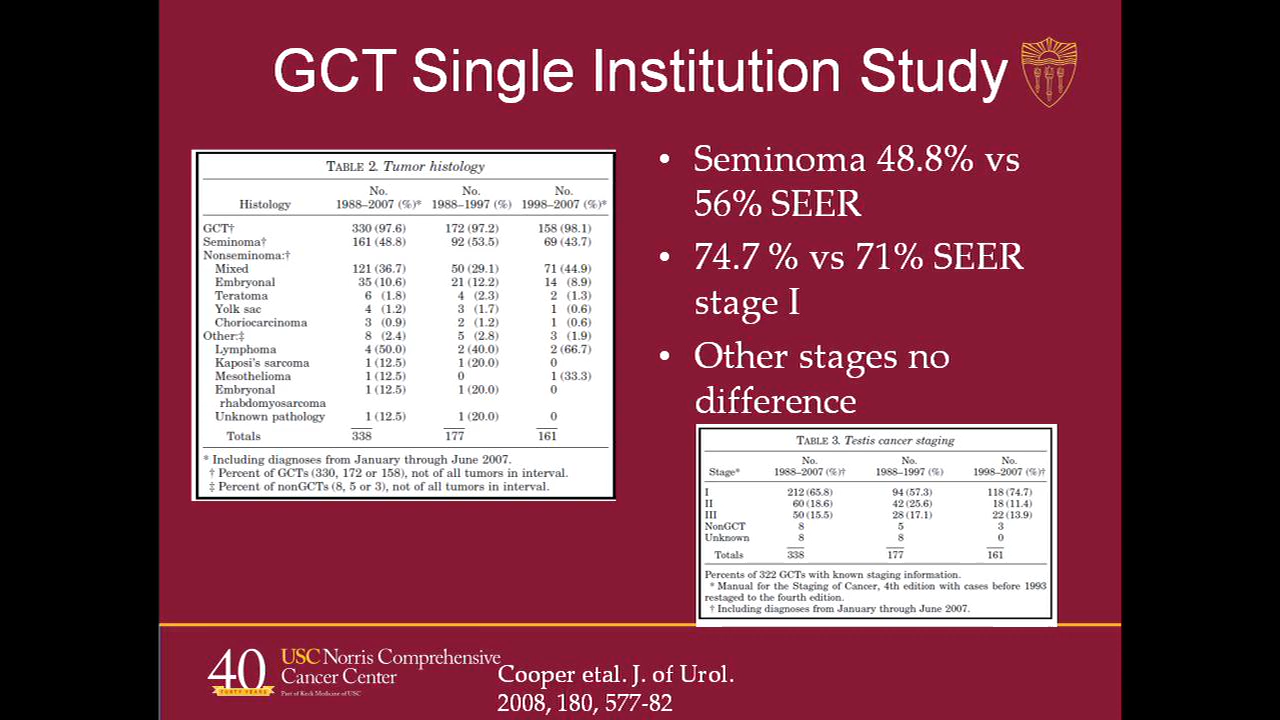 GCT Single Institution Study
TABLE 2. Tumor histology
Histology No. 1988–2007 (%)* No. 1988–1997 (%) No. 1998–2007 (%)*
GCT† 330 (97.6) 172 (97.2) 158 (98.1)
Seminoma† 161 (48.8) 92 (53.5) 69 (43.7)
Nonseminoma:†
Mixed 121 (36.7) 50 (29.1) 71 (44.9)
Embryonal 35 (10.6) 21 (12.2) 14 (8.9)
Teratoma 6 (1.8) 4 (2.3) 2 (1.3)
Yolk sac 4 (1.2) 3 (1.7) 1 (0.6)
Choriocarcinoma 3 (0.9) 2 (1.2) 1 (0.6)
Other:‡ 8 (2.4) 5 (2.8) 3 (1.9)
Lymphoma 4 (50.0) 2 (40.0) 2 (66.7)
Kaposi's sarcoma 1 (12.5) 1 (20.0) 0
Mesothelioma 1 (12.5) 0 1 (33.3)
Embryonal 1 (12.5) 1 (20.0) 0
rhabdomyosarcoma
Unknown pathology 1 (12.5) 1 (20.0) 0
Totals 338 177 161
* Including diagnoses from January through June 2007.
† Percent of GCTs (330, 172 or 158), not of all tumors in interval.
‡ Percent of nonGCTs (8, 5 or 3), not of all tumors in interval.
• Seminoma 48.8% vs
56% SEER
• 74.7 % vs 71% SEER
stage I
• Other stages no
difference
TABLE 3. Testis cancer staging
Stage* No. 1988–2007 (%)† No. 1988–1997 (%) No. 1998–2007 (%)†
I 212 (65.8) 94 (57.3) 118 (74.7)
II 60 (18.6) 42 (25.6) 18 (11.4)
III 50 (15.5) 28 (17.1) 22 (13.9)
NonGCT 8 5 3
Unknown 8 8 0
Totals 338 177 161
Percents of 322 GCTs with known staging information.
* Manual for the Staging of Cancer, 4th edition with cases before 1993
restaged to the fourth edition.
† Including diagnoses from January through June 2007.
40
FORTY YEARS
USC Norris Comprehensive
Cancer Center
Part of Keck Medicine of USC
Cooper etal. J. of Urol.
2008, 180, 577-82